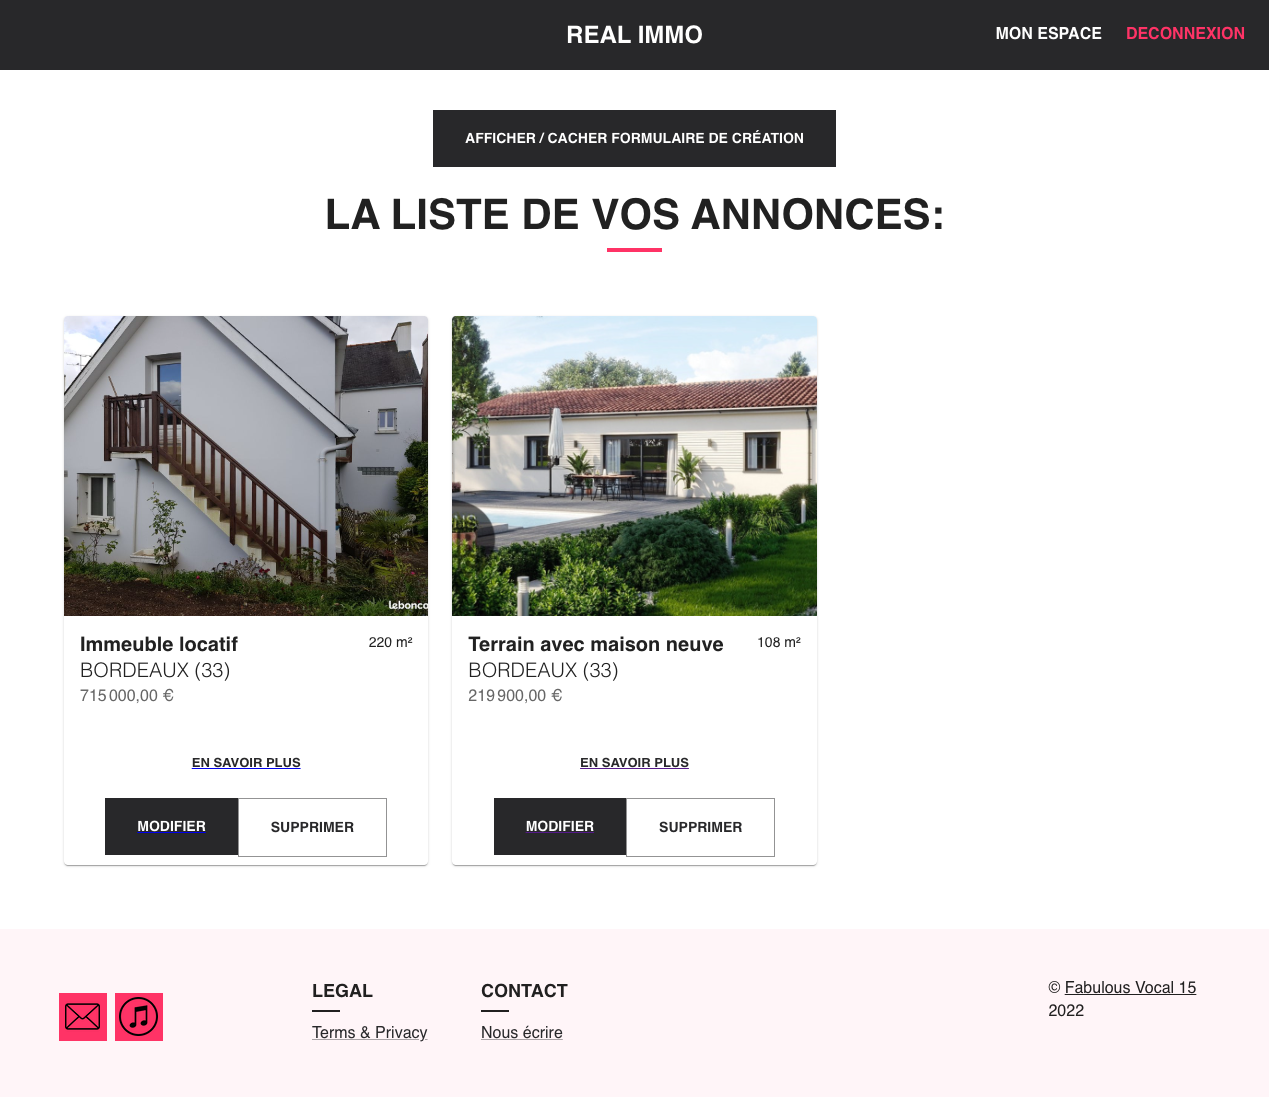 REAL IMMO
MON ESPACE
DECONNEXION
AFFICHER / CACHER FORMULAIRE DE CRÉATION
LA LISTE DE VOS ANNONCES:
lebonco
NS
Immeuble locatif
220 m²
BORDEAUX (33)
715 000,00 €
EN SAVOIR PLUS
MODIFIER
SUPPRIMER
Terrain avec maison neuve
108 m²
BORDEAUX (33)
219 900,00 €
EN SAVOIR PLUS
MODIFIER
SUPPRIMER
LEGAL
Terms & Privacy
CONTACT
Nous écrire
© Fabulous Vocal 15
2022